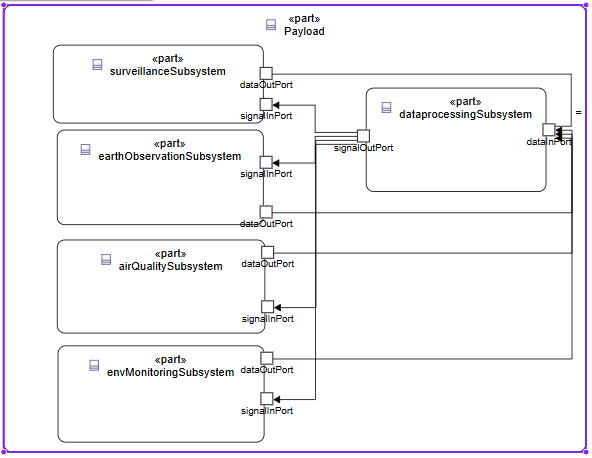 «part»
Payload
«part»
surveillanceSubsystem
dataOutPort
signalInPort
«part»
dataprocessingSubsystem
=
dataInPort
signalOutPort
«part»
earthObservationSubsystem
signalInPort
dataOutPort
«part»
airQualitySubsystem
dataOutPort
signalInPort
«part»
envMonitoringSubsystem
dataOutPort
signalInPort